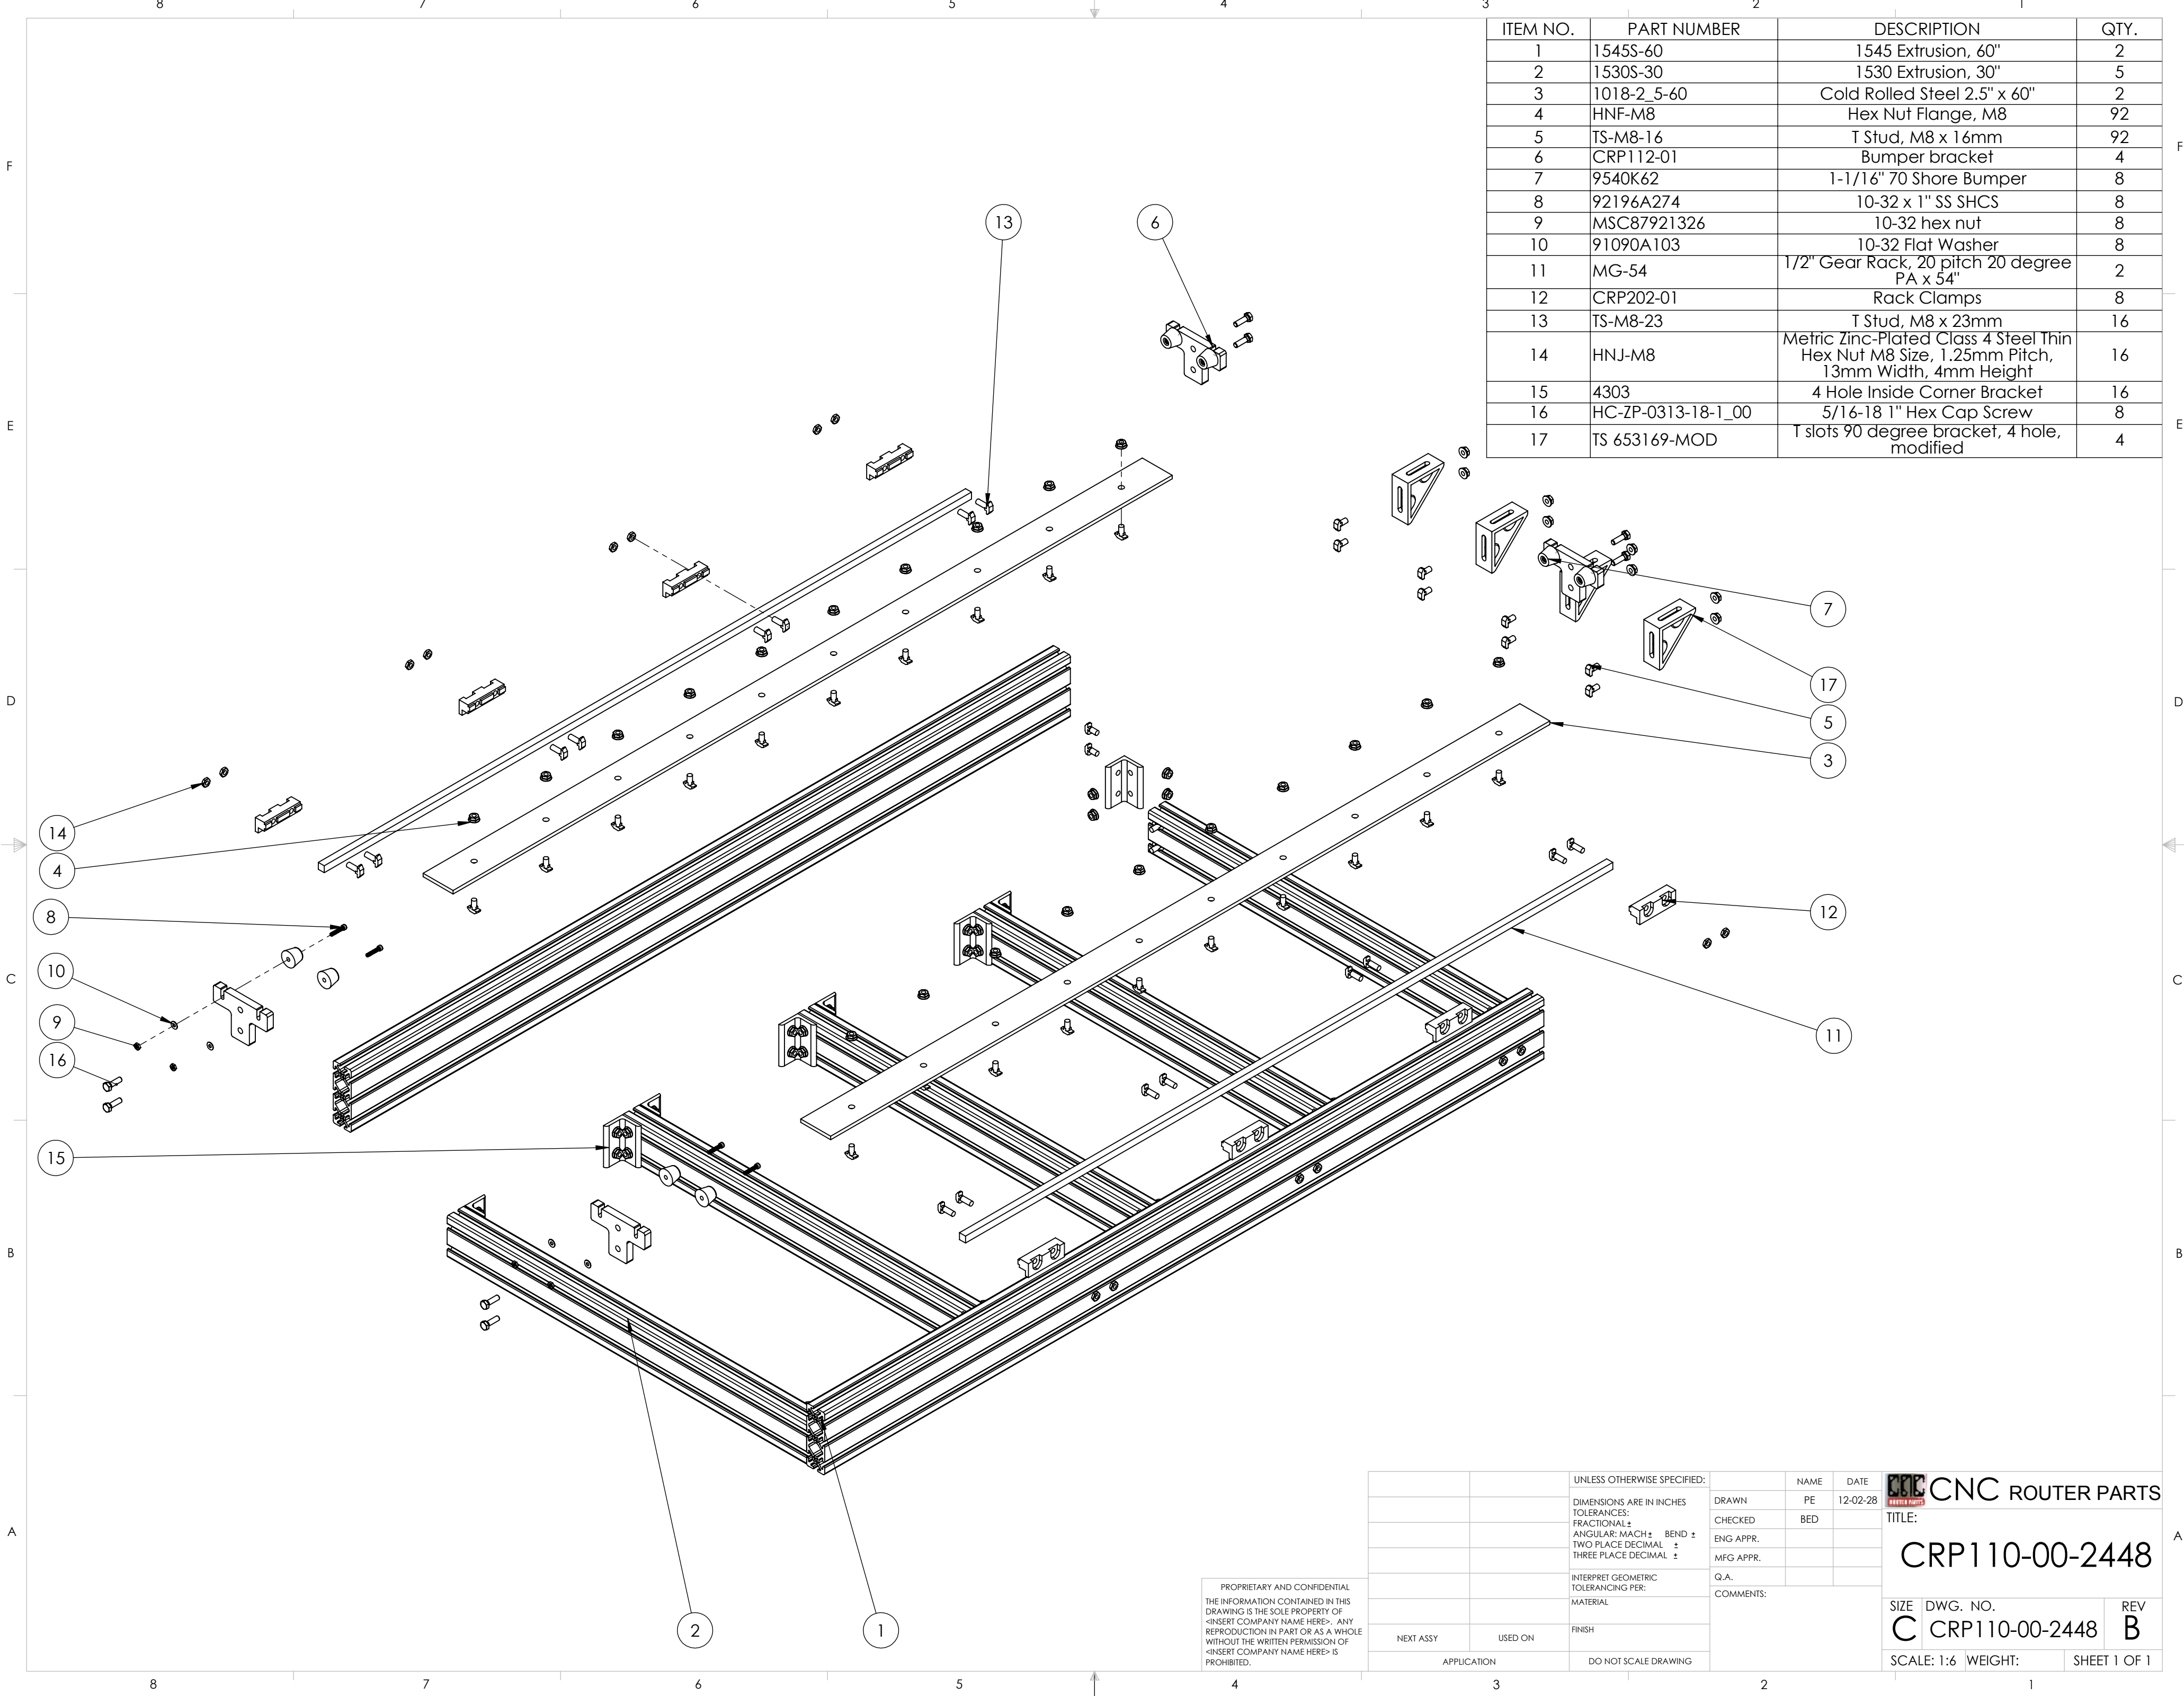 8 7 6 5 4 3 2 1
ITEM NO. PART NUMBER DESCRIPTION QTY.
1 1545S-60 1545 Extrusion, 60" 2
2 1530S-30 1530 Extrusion, 30" 5
3 1018-2_5-60 Cold Rolled Steel 2.5" x 60" 2
4 HNF-M8 Hex Nut Flange, M8 92
5 TS-M8-16 T Stud, M8 x 16mm 92
6 CRP112-01 Bumper bracket 4
7 9540K62 1-1/16" 70 Shore Bumper 8
8 92196A274 10-32 x 1" SS SHCS 8
9 MSC87921326 10-32 hex nut 8
10 91090A103 10-32 Flat Washer 8
11 MG-54 1/2" Gear Rack, 20 pitch 20 degree
PA x 54" 2
12 CRP202-01 Rack Clamps 8
13 TS-M8-23 T Stud, M8 x 23mm 16
14 HNJ-M8 Metric Zinc-Plated Class 4 Steel Thin
Hex Nut M8 Size, 1.25mm Pitch,
13mm Width, 4mm Height 16
15 4303 4 Hole Inside Corner Bracket 16
16 HC-ZP-0313-18-1_00 5/16-18 1" Hex Cap Screw 8
17 TS 653169-MOD T slots 90 degree bracket, 4 hole,
modified 4
F F
13 6
E E
7
17
D D
5
3
14
4
8
12
10
C C
9
11
16
15
B B
2 1
A A
PROPRIETARY AND CONFIDENTIAL
THE INFORMATION CONTAINED IN THIS
DRAWING IS THE SOLE PROPERTY OF
<INSERT COMPANY NAME HERE>. ANY
REPRODUCTION IN PART OR AS A WHOLE
WITHOUT THE WRITTEN PERMISSION OF
<INSERT COMPANY NAME HERE> IS
PROHIBITED.
NEXT ASSY USED ON
APPLICATION
UNLESS OTHERWISE SPECIFIED:
DIMENSIONS ARE IN INCHES
TOLERANCES:
FRACTIONAL ±
ANGULAR: MACH ± BEND ±
TWO PLACE DECIMAL ±
THREE PLACE DECIMAL ±
INTERPRET GEOMETRIC
TOLERANCING PER:
MATERIAL
FINISH
DO NOT SCALE DRAWING
NAME DATE
DRAWN PE 12-02-28
CHECKED BED
ENG APPR.
MFG APPR.
Q.A.
COMMENTS:
CNC
ROUTER PARTS
CNC ROUTER PARTS
TITLE:
CRP110-00-2448
SIZE DWG. NO. REV
C CRP110-00-2448 B
SCALE: 1:6 WEIGHT: SHEET 1 OF 1
8 7 6 5 4 3 2 1